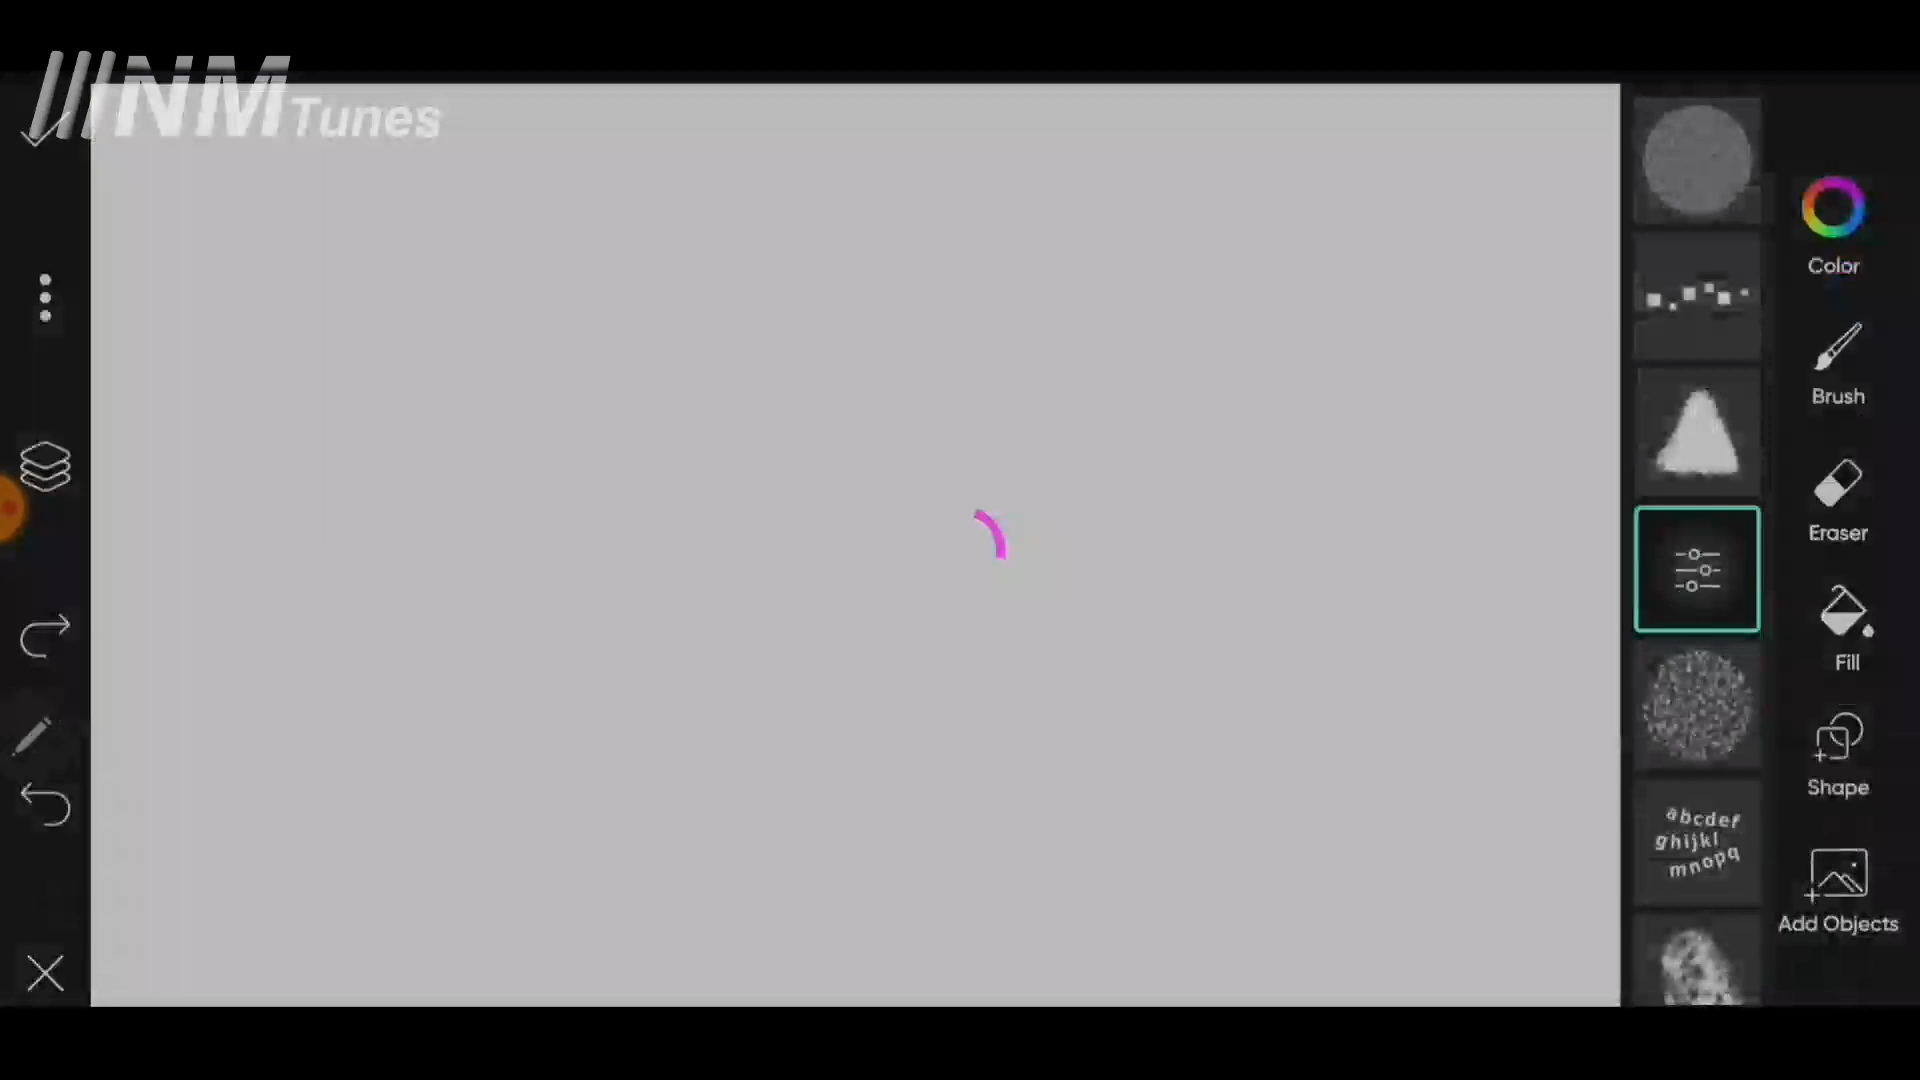 NM Tunes
Color
Brush
Eraser
Fill
Shape
Add Objects
abcdef
ghijkl
mnopq